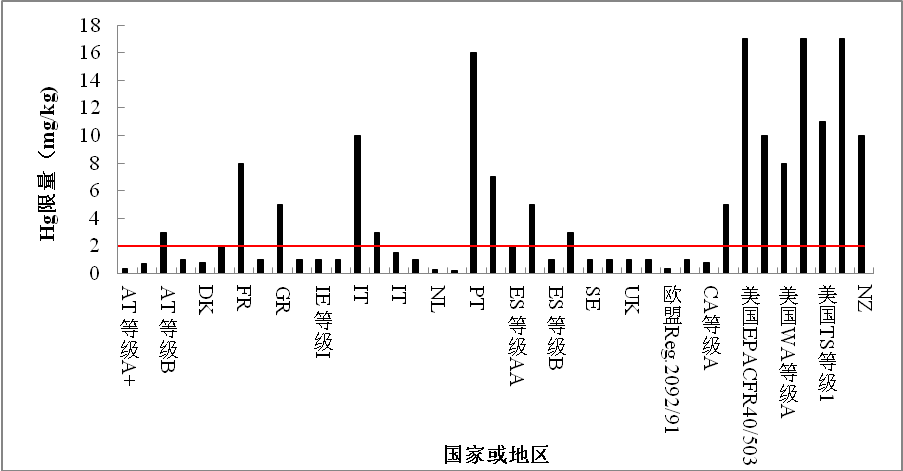 Hg限量（mg/kg)
18
16
14
12
10
8
6
4
2
0
AT 等级A+
AT 等级B
DK
FR
GR
IE 等级I
IT
IT
NL
PT
ES 等级AA
ES 等级B
SE
UK
欧盟Reg.2092/91
CA等级A
美国EPACFR40/503
美国WA等级A
美国TS等级1
NZ
国家或地区